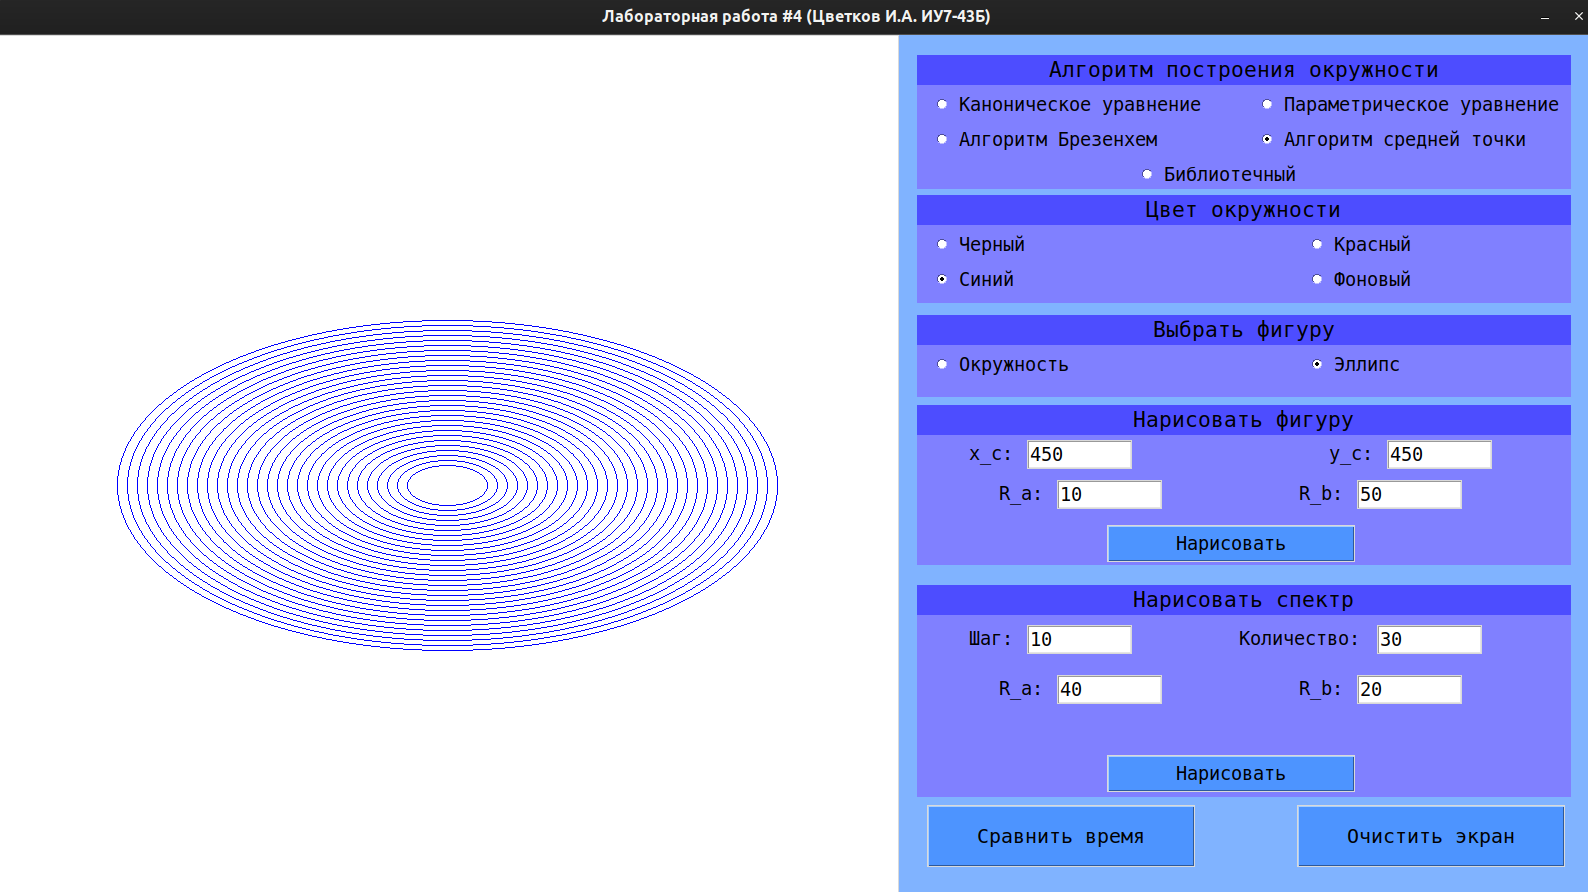 Лабораторная работа #4 (Цветков И.А. ИУ7-43Б)
Алгоритм построения окружности
Каноническое уравнение Параметрическое уравнение
Алгоритм Брезенхем Алгоритм средней точки
Библиотечный
Цвет окружности
Черный Красный
Синий Фоновый
Выбрать фигуру
Окружность Эллипс
Нарисовать фигуру
x_c: 450 y_c: 450
R_a: 10 R_b: 50
Нарисовать
Нарисовать спектр
Шаг: 10 Количество: 30
R_a: 40 R_b: 20
Нарисовать
Сравнить время Очистить экран